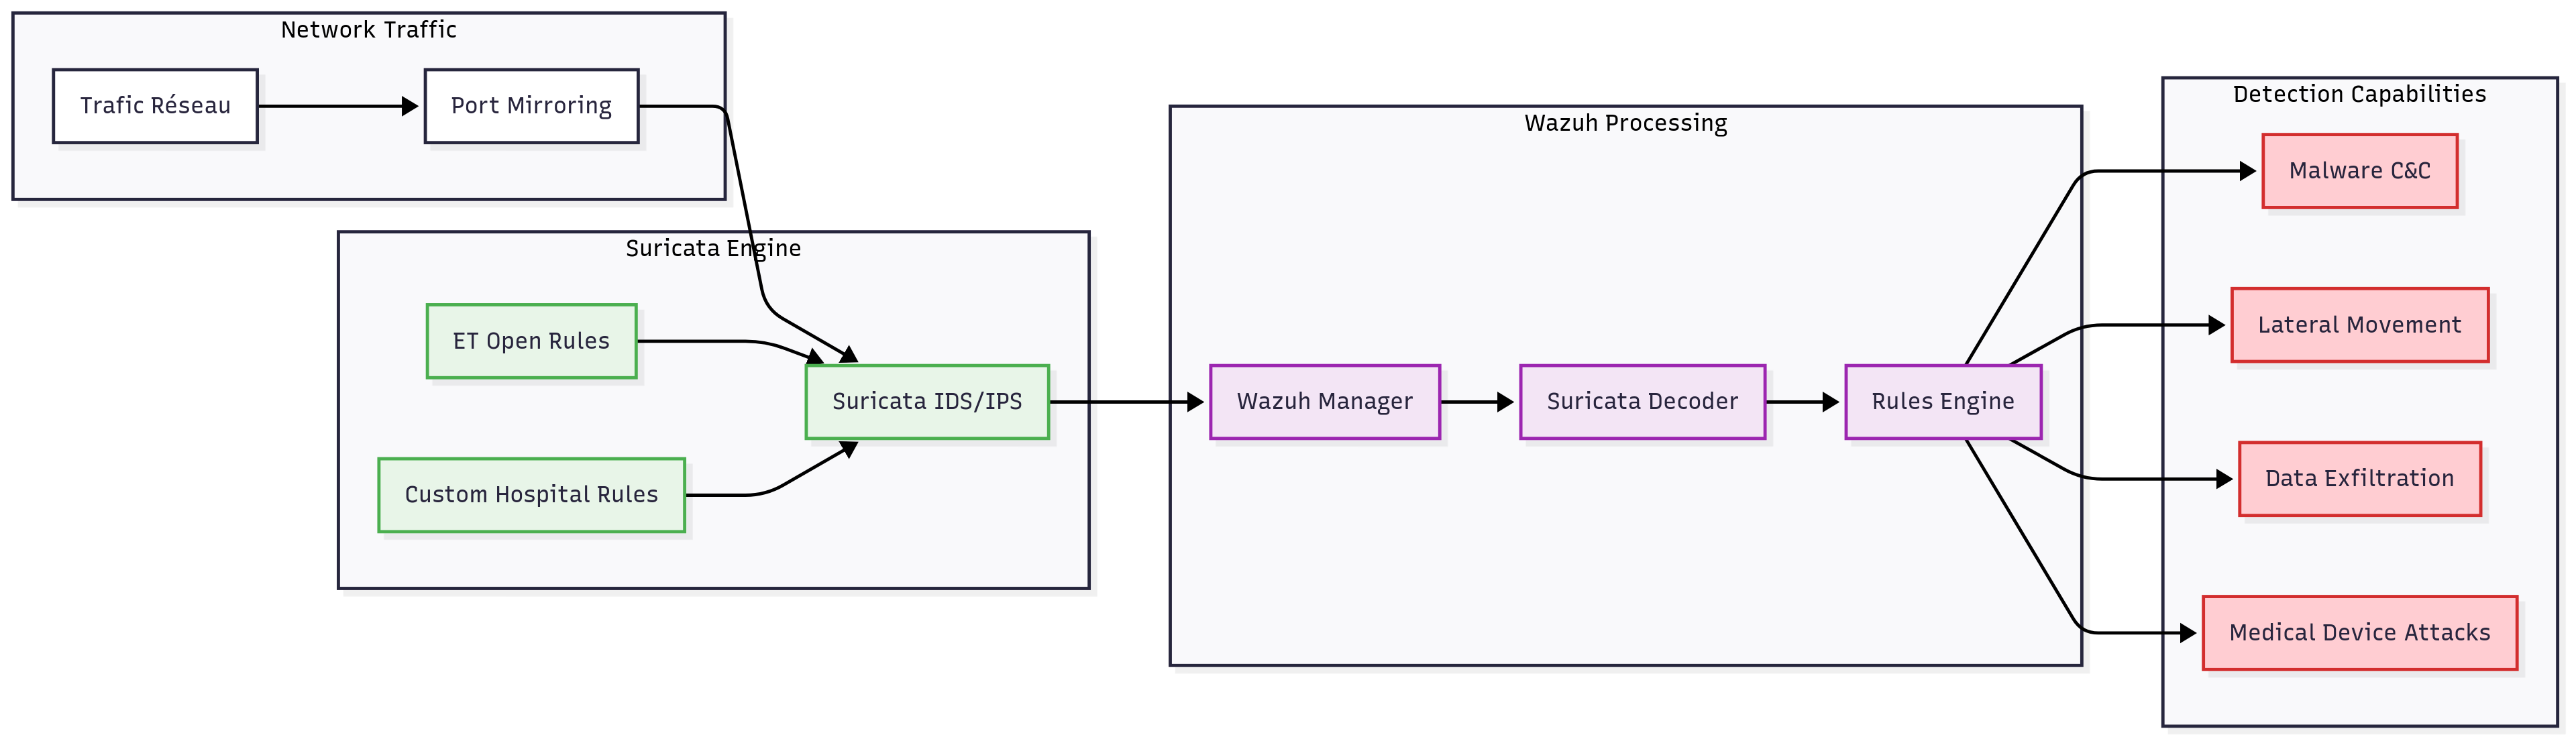 Network Traffic
Trafic Réseau
Port Mirroring
Suricata Engine
ET Open Rules
Custom Hospital Rules
Suricata IDS/IPS
Wazuh Processing
Wazuh Manager
Suricata Decoder
Rules Engine
Detection Capabilities
Malware C&C
Lateral Movement
Data Exfiltration
Medical Device Attacks